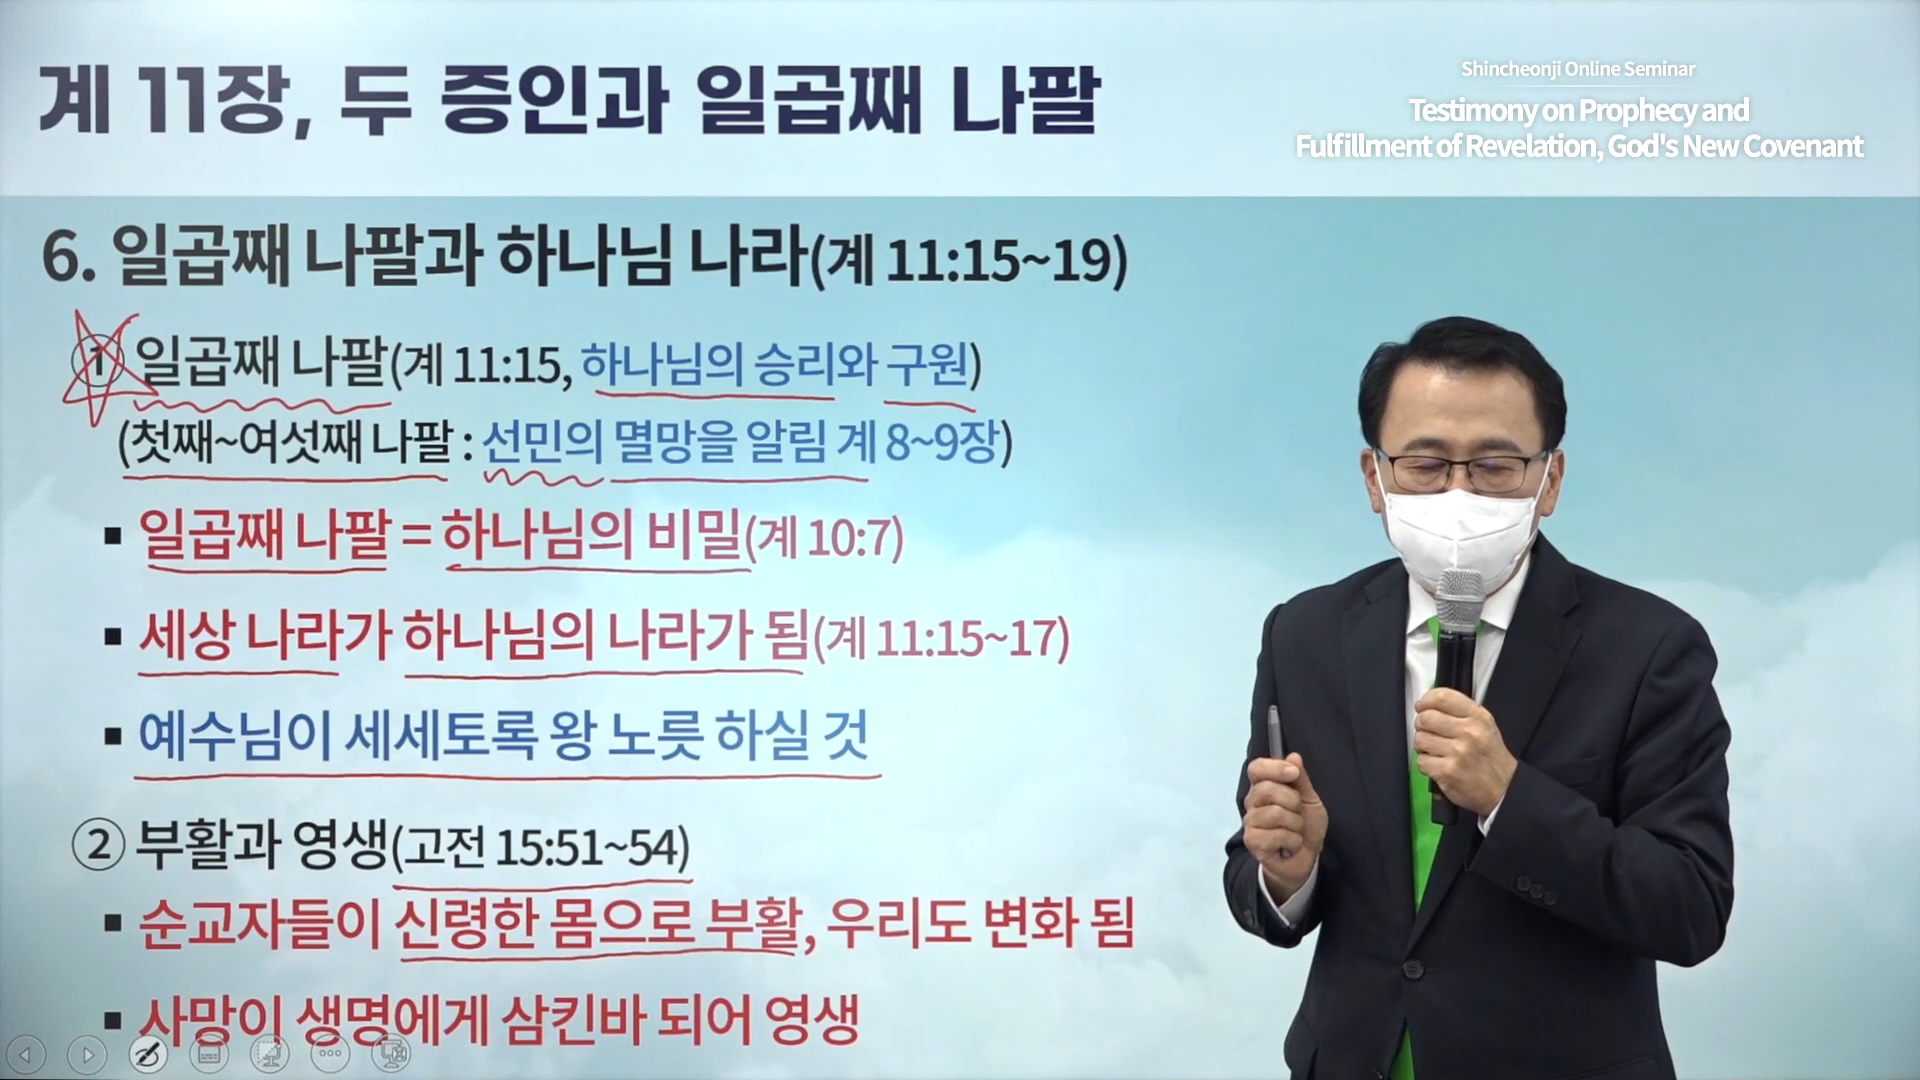 계 11장, 두 증인과 일곱째 나팔
Shincheonji Online Seminar
Testimony on Prophecy and
Fulfillment of Revelation, God's New Covenant
6. 일곱째 나팔과 하나님 나라(계 11:15~19)
① 일곱째 나팔(계 11:15, 하나님의 승리와 구원)
(첫째~여섯째 나팔 : 선민의 멸망을 알림 계 8~9장)
▪ 일곱째 나팔 = 하나님의 비밀(계 10:7)
▪ 세상 나라가 하나님의 나라가 됨(계 11:15~17)
▪ 예수님이 세세토록 왕 노릇 하실 것
② 부활과 영생(고전 15:51~54)
▪ 순교자들이 신령한 몸으로 부활, 우리도 변화 됨
▪ 사망이 생명에게 삼킨바 되어 영생